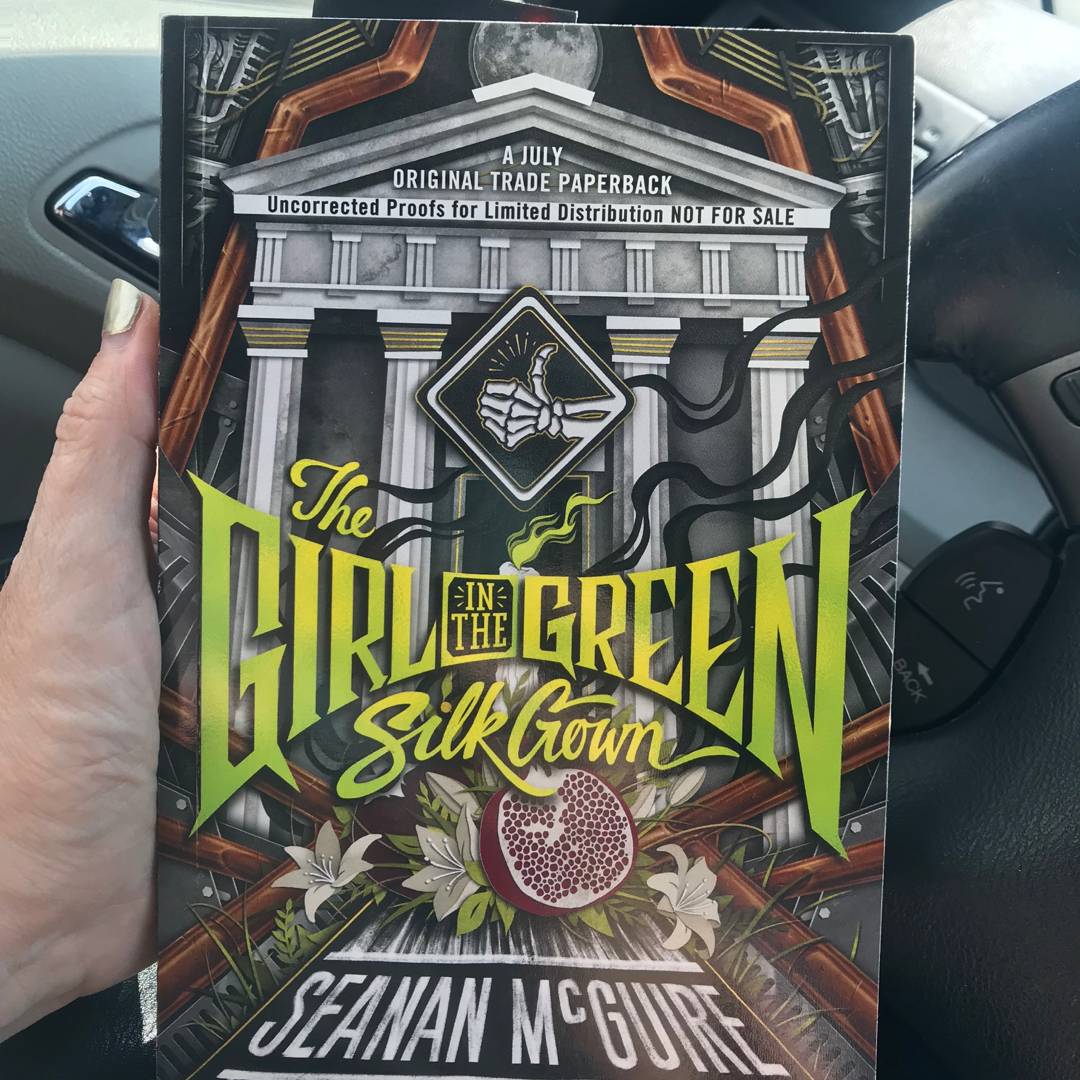 A JULY
ORIGINAL TRADE PAPERBACK
Uncorrected Proofs for Limited Distribution NOT FOR SALE
The
GIRL IN THE GREEN
Silk Gown
SEANAN McGUIRE
BACK